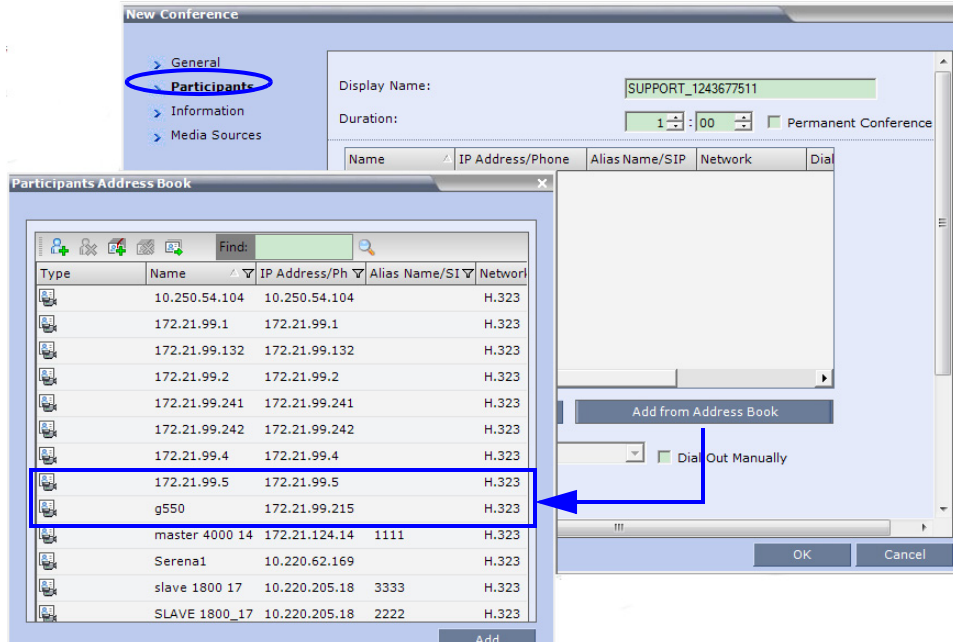 New Conference
General
Participants
Information
Media Sources
Display Name:
SUPPORT_1243677511
Duration:
1 : 00
Permanent Conference
Name IP Address/Phone Alias Name/SIP Network Dial
Add from Address Book
Dial Out Manually
OK Cancel
Participants Address Book
Find:
Type Name IP Address/Ph Alias Name/SI Network
10.250.54.104 10.250.54.104 H.323
172.21.99.1 172.21.99.1 H.323
172.21.99.132 172.21.99.132 H.323
172.21.99.2 172.21.99.2 H.323
172.21.99.241 172.21.99.241 H.323
172.21.99.242 172.21.99.242 H.323
172.21.99.4 172.21.99.4 H.323
172.21.99.5 172.21.99.5 H.323
g550 172.21.99.215 H.323
master 4000 14 172.21.124.14 1111 H.323
Serena1 10.220.62.169 H.323
slave 1800 17 10.220.205.18 3333 H.323
SLAVE 1800_17 10.220.205.18 2222 H.323
Add